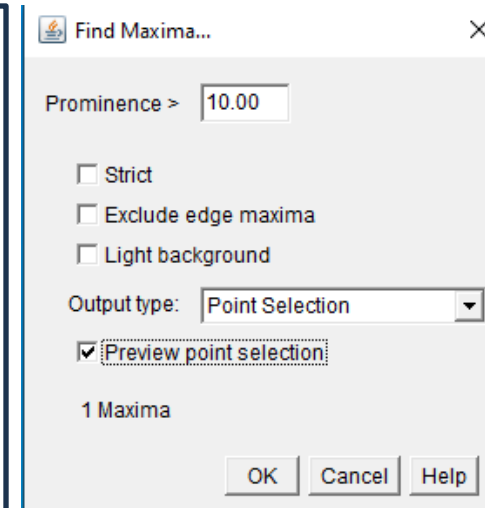 Find Maxima...
Prominence > 10.00
Strict
Exclude edge maxima
Light background
Output type: Point Selection
Preview point selection
1 Maxima
OK Cancel Help